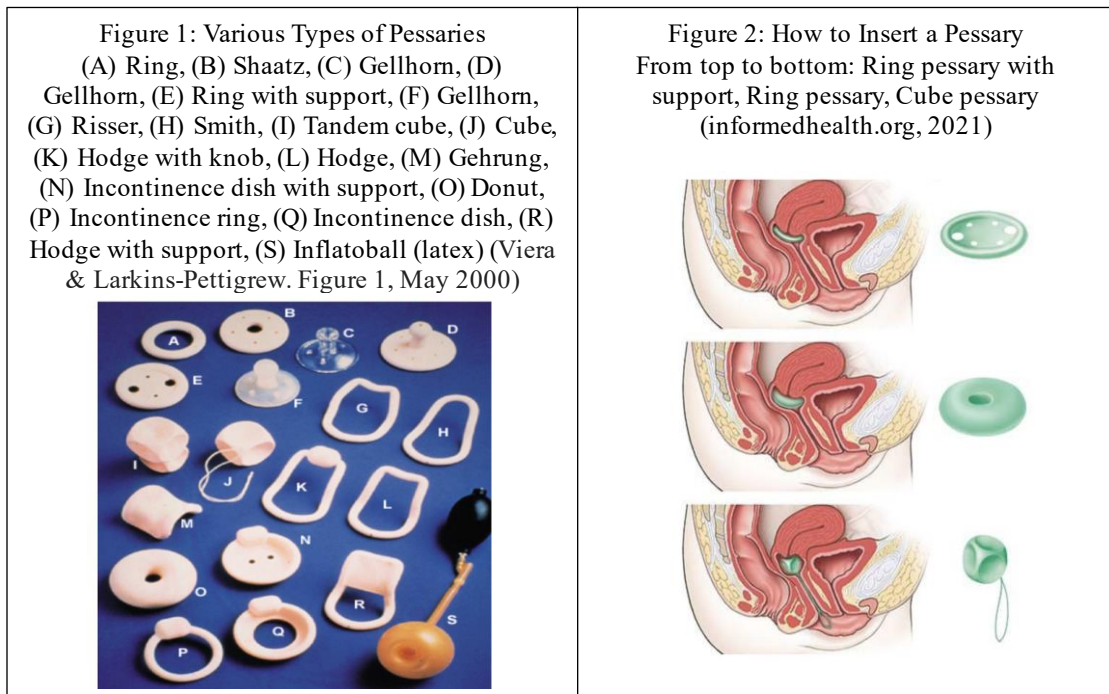 Figure 1: Various Types of Pessaries
(A) Ring, (B) Shaatz, (C) Gellhorn, (D)
Gellhorn, (E) Ring with support, (F) Gellhorn,
(G) Risser, (H) Smith, (I) Tandem cube, (J) Cube,
(K) Hodge with knob, (L) Hodge, (M) Gehrung,
(N) Incontinence dish with support, (O) Donut,
(P) Incontinence ring, (Q) Incontinence dish, (R)
Hodge with support, (S) Inflatoball (latex) (Viera
& Larkins-Pettigrew. Figure 1, May 2000)
A
B
C
D
E
F
G
H
I
J
K
L
M
N
O
P
Q
R
S
Figure 2: How to Insert a Pessary
From top to bottom: Ring pessary with
support, Ring pessary, Cube pessary
(informedhealth.org, 2021)